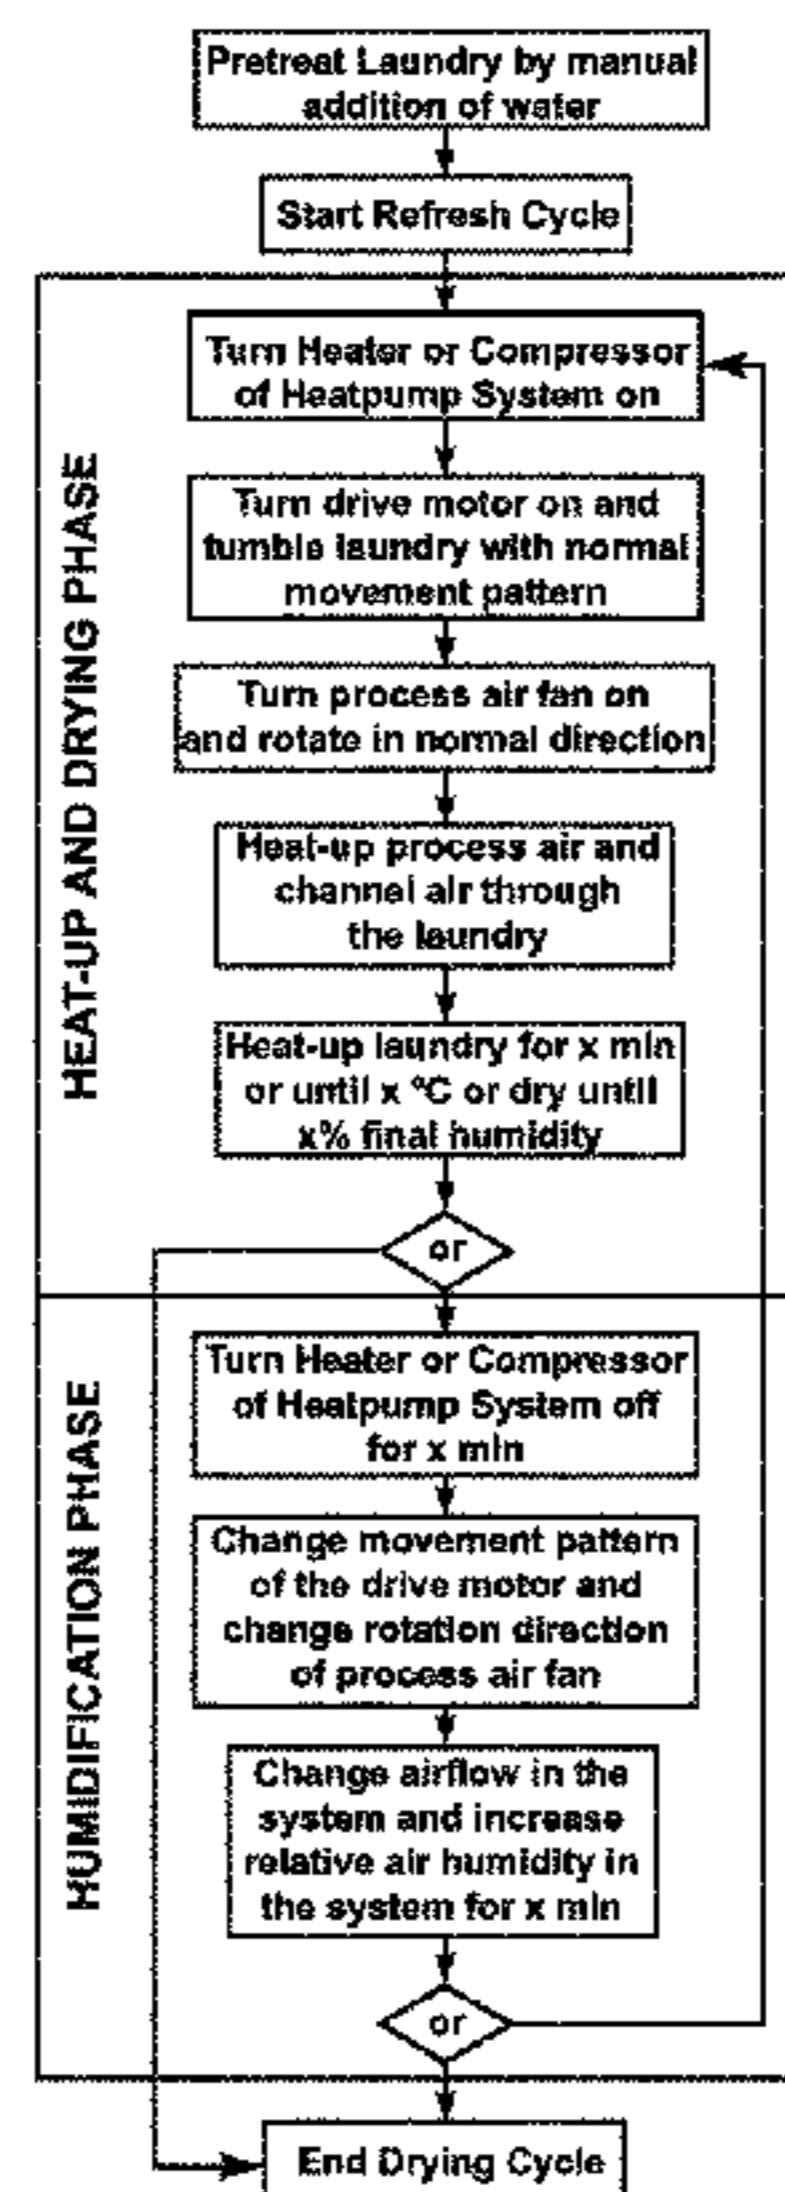 Pretreat Laundry by manual
addition of water
Start Refresh Cycle
HEAT-UP AND DRYING PHASE
Turn Heater or Compressor
of Heatpump System on
Turn drive motor on and
tumble laundry with normal
movement pattern
Turn process air fan on
and rotate in normal direction
Heat-up process air and
channel air through
the laundry
Heat-up laundry for x min
or until x ºC or dry until
x% final humidity
or
HUMIDIFICATION PHASE
Turn Heater or Compressor
of Heatpump System off
for x min
Change movement pattern
of the drive motor and
change rotation direction
of process air fan
Change airflow in the
system and increase
relative air humidity in
the system for x min
or
End Drying Cycle